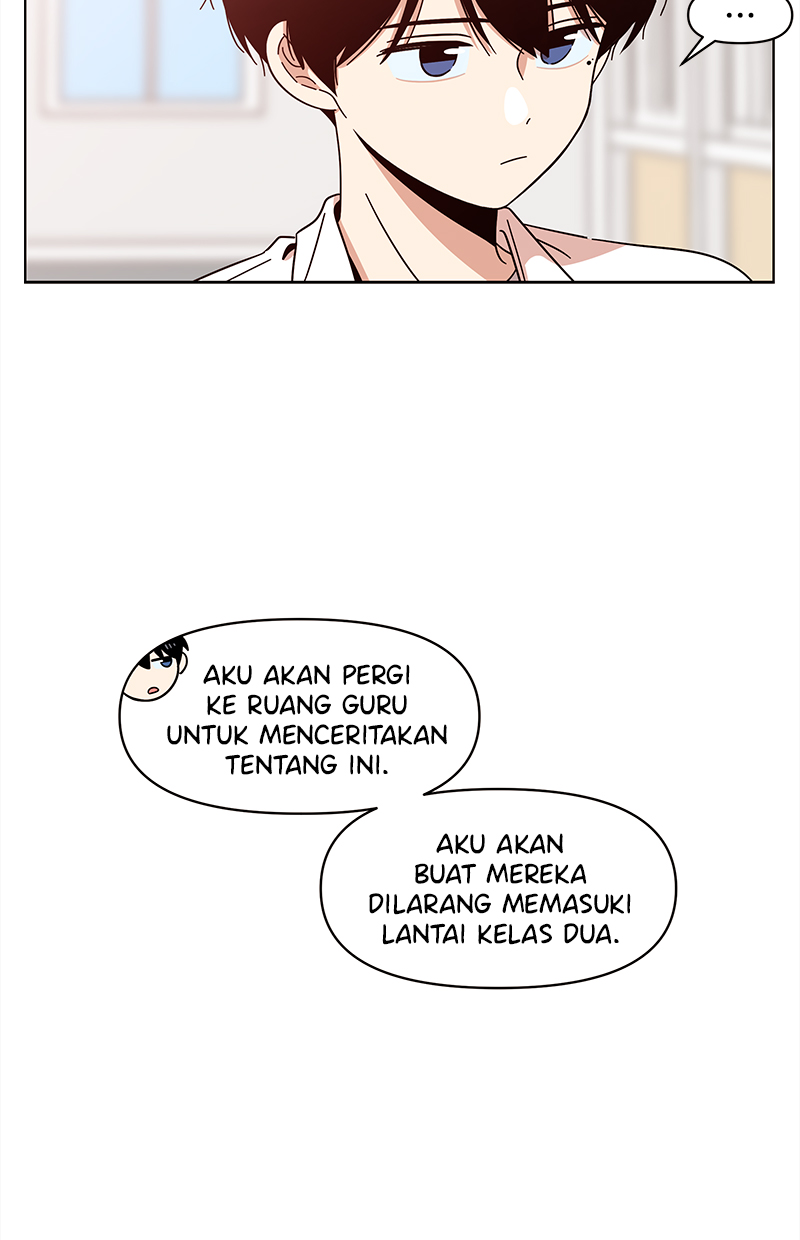 ...
AKU AKAN PERGI
KE RUANG GURU
UNTUK MENCERITAKAN
TENTANG INI.
AKU AKAN
BUAT MEREKA
DILARANG MEMASUKI
LANTAI KELAS DUA.